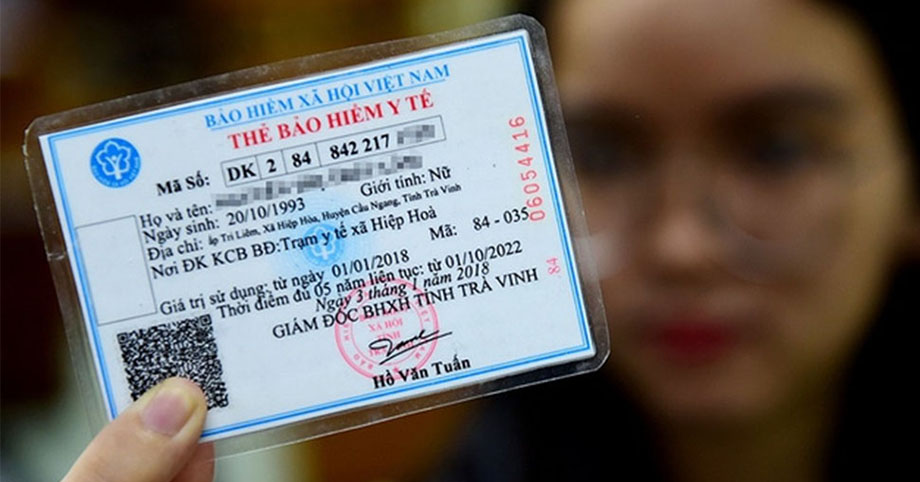 BẢO HIỂM XÃ HỘI VIỆT NAM
THẺ BẢO HIỂM Y TẾ
Mã Số: DK 2 84 842 217
Họ và tên:
Giới tính: Nữ
Ngày sinh: 20/10/1993
Địa chỉ: ấp Tri Liêm, Xã Hiệp Hòa, Huyện Cầu Ngang, Tỉnh Trà Vinh
Nơi ĐK KCB BĐ: Trạm y tế xã Hiệp Hoà
Mã: 84 - 035
Giá trị sử dụng: từ ngày 01/01/2018
Thời điểm đủ 05 năm liên tục: từ 01/10/2022
Ngày 3 tháng 1 năm 2018
GIÁM ĐỐC BHXH TỈNH TRÀ VINH
XÃ HỘI
TỈNH
Hồ Văn Tuấn
06054416
84